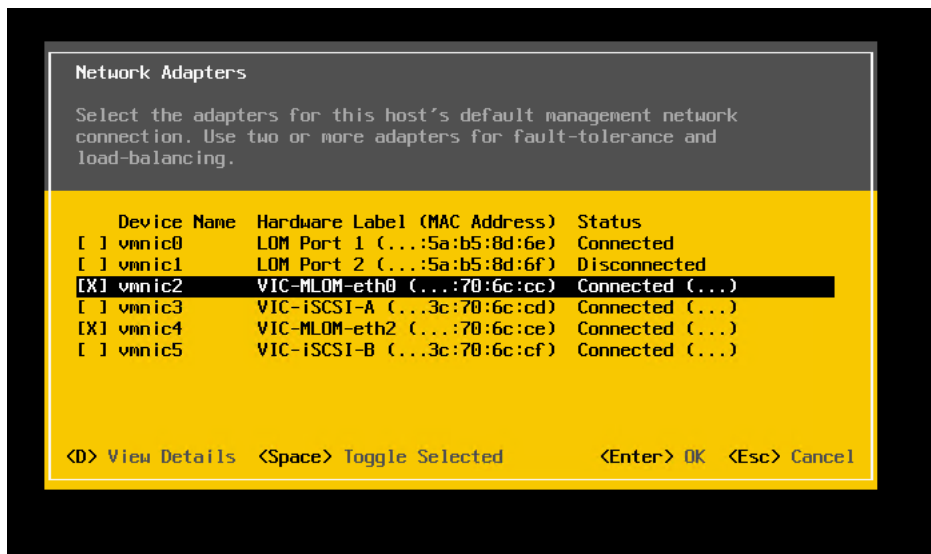 Network Adapters
Select the adapters for this host's default management network
connection. Use two or more adapters for fault-tolerance and
load-balancing.
Device Name Hardware Label (MAC Address) Status
[ ] vmnic0 LOM Port 1 (...:5a:b5:8d:6e) Connected
[ ] vmnic1 LOM Port 2 (...:5a:b5:8d:6f) Disconnected
[X] vmnic2 VIC-MLOM-eth0 (...:70:6c:cc) Connected (...)
[ ] vmnic3 VIC-iSCSI-A (...3c:70:6c:cd) Connected (...)
[X] vmnic4 VIC-MLOM-eth2 (...:70:6c:ce) Connected (...)
[ ] vmnic5 VIC-iSCSI-B (...3c:70:6c:cf) Connected (...)
<D> View Details <Space> Toggle Selected <Enter> OK <Esc> Cancel